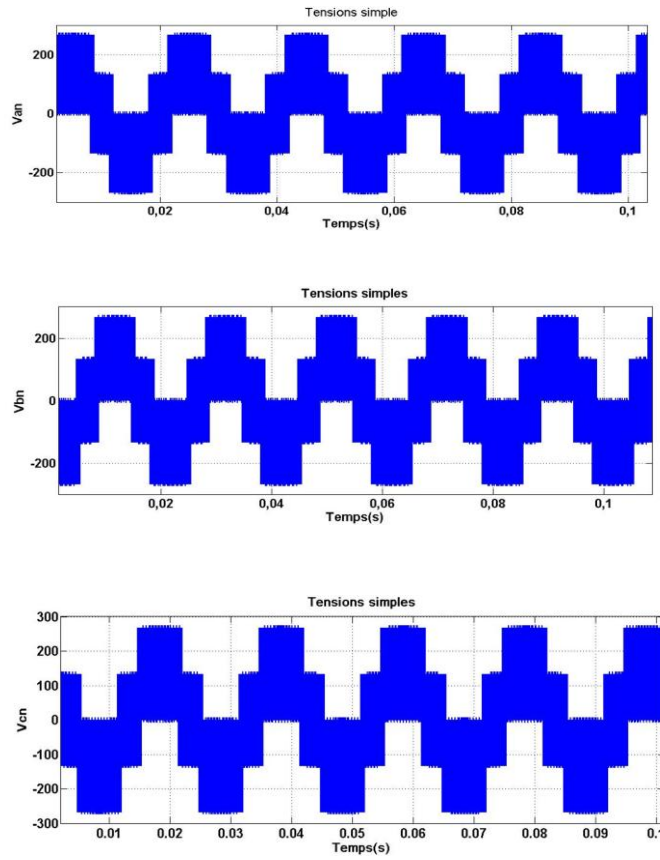 Tensions simple
200
0
-200
Van
0,02 0,04 0,06 0,08 0,1
Temps(s)
Tensions simples
200
0
-200
Vbn
0,02 0,04 0,06 0,08 0,1
Temps(s)
Tensions simples
300
200
100
0
-100
-200
-300
Vcn
0.01 0.02 0.03 0.04 0.05 0.06 0.07 0.08 0.09 0.1
Temps(s)